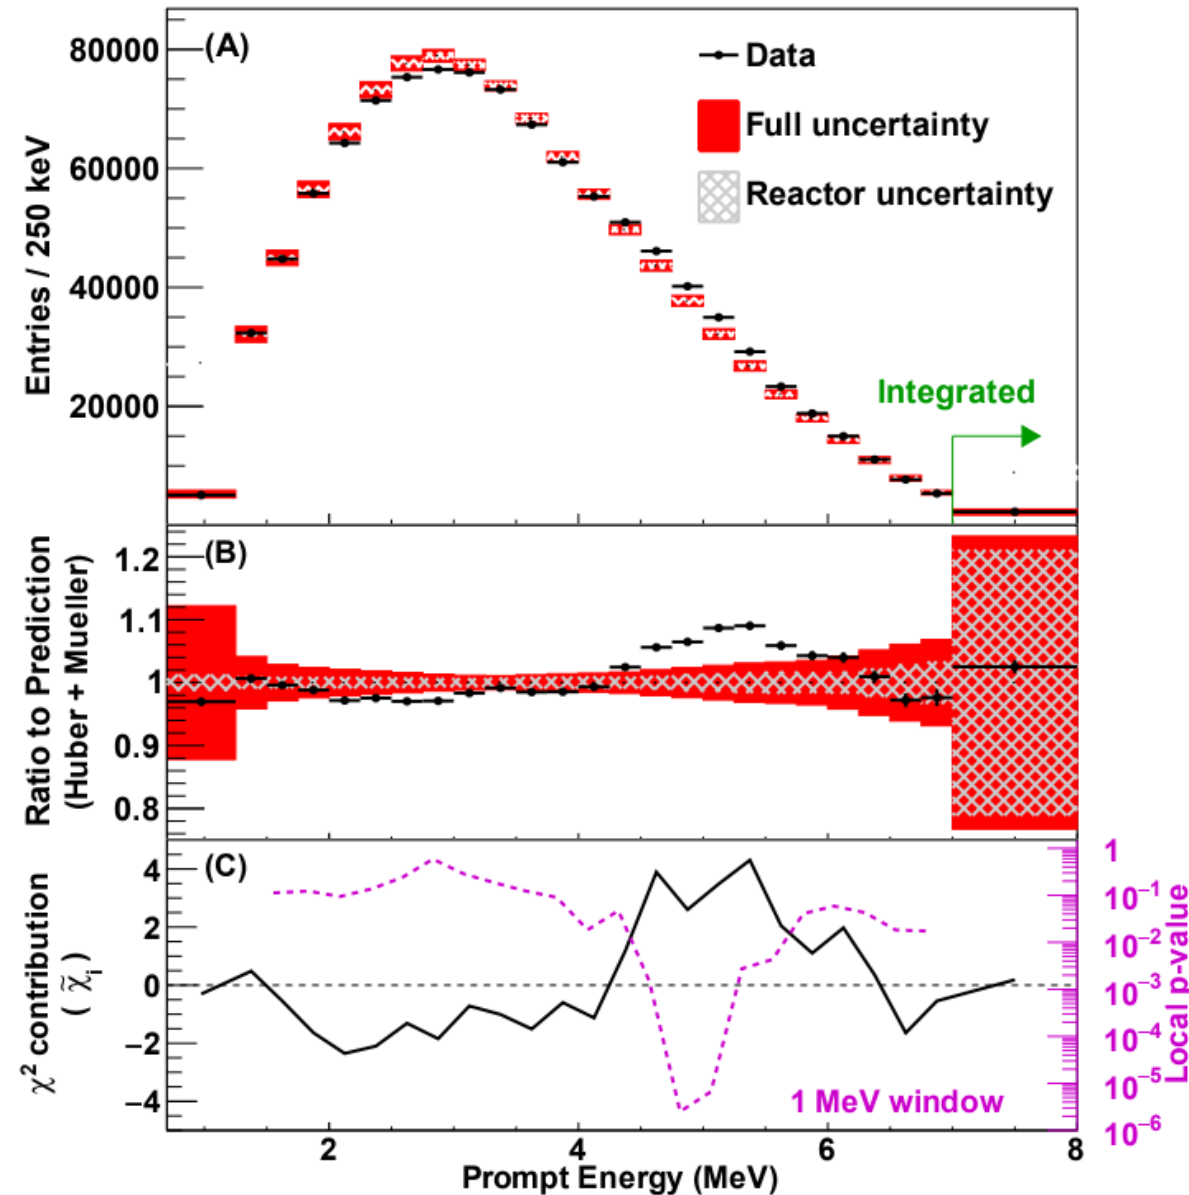 (A)
Data
Full uncertainty
Reactor uncertainty
Integrated
Entries / 250 keV
80000
60000
40000
20000
(B)
Ratio to Prediction
(Huber + Mueller)
1.2
1.1
1
0.9
0.8
(C)
χ² contribution
( χ̃ᵢ )
4
2
0
−2
−4
1 MeV window
Local p-value
1
10⁻¹
10⁻²
10⁻³
10⁻⁴
10⁻⁵
10⁻⁶
2 4 6 8
Prompt Energy (MeV)